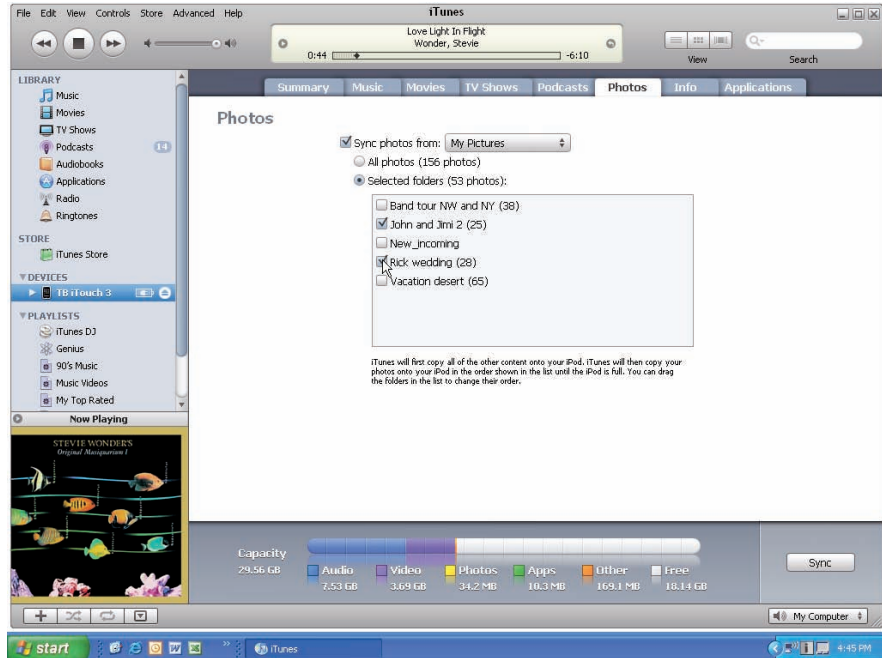 File Edit View Controls Store Advanced Help
iTunes
Love Light In Flight
Wonder, Stevie
0:44
-6:10
View
Search
LIBRARY
Music
Movies
TV Shows
Podcasts
14
Audiobooks
Applications
Radio
Ringtones
STORE
iTunes Store
DEVICES
TB iTouch 3
PLAYLISTS
iTunes DJ
Genius
90's Music
Music Videos
My Top Rated
Now Playing
STEVIE WONDER'S
Original Musiquarium I
Summary Music Movies TV Shows Podcasts Photos Info Applications
Photos
Sync photos from: My Pictures
All photos (156 photos)
Selected folders (53 photos):
Band tour NW and NY (38)
John and Jimi 2 (25)
New_incoming
Rick wedding (28)
Vacation desert (65)
iTunes will first copy all of the other content onto your iPod. iTunes will then copy your
photos onto your iPod in the order shown in the list until the iPod is full. You can drag
the folders in the list to change their order.
Capacity
29.56 GB
Audio Video Photos Apps Other Free
7.53 GB 3.69 GB 34.2 MB 10.3 MB 169.1 MB 18.14 GB
Sync
My Computer
start
iTunes
4:45 PM